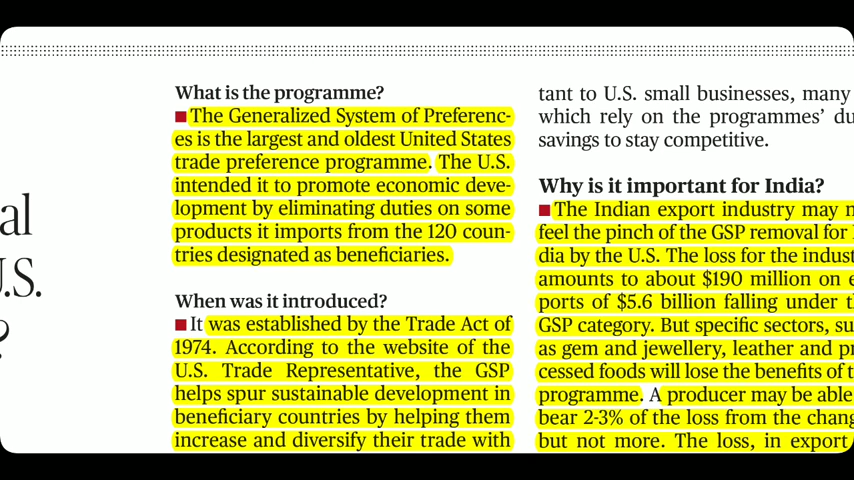 al
U.S.
?
What is the programme?
The Generalized System of Preferenc-
es is the largest and oldest United States
trade preference programme. The U.S.
intended it to promote economic deve-
lopment by eliminating duties on some
products it imports from the 120 coun-
tries designated as beneficiaries.
When was it introduced?
It was established by the Trade Act of
1974. According to the website of the
U.S. Trade Representative, the GSP
helps spur sustainable development in
beneficiary countries by helping them
increase and diversify their trade with
tant to U.S. small businesses, many
which rely on the programmes’ du
savings to stay competitive.
Why is it important for India?
The Indian export industry may n
feel the pinch of the GSP removal for I
dia by the U.S. The loss for the indust
amounts to about $190 million on e
ports of $5.6 billion falling under th
GSP category. But specific sectors, su
as gem and jewellery, leather and pr
cessed foods will lose the benefits of t
programme. A producer may be able
bear 2-3% of the loss from the chang
but not more. The loss, in export